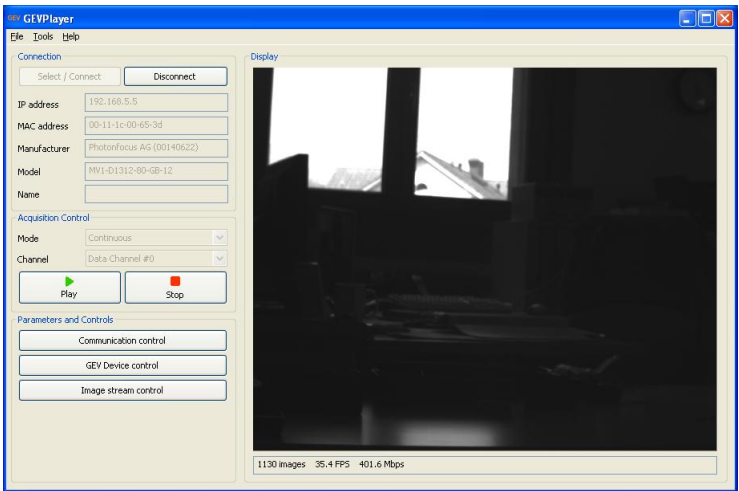 GEV GEVPlayer
File Tools Help
Connection
Select / Connect Disconnect
IP address 192.168.5.5
MAC address 00-11-1c-00-65-3d
Manufacturer Photonfocus AG (00140622)
Model MV1-D1312-80-GB-12
Name
Acquisition Control
Mode Continuous
Channel Data Channel #0
Play Stop
Parameters and Controls
Communication control
GEV Device control
Image stream control
Display
1130 images 35.4 FPS 401.6 Mbps